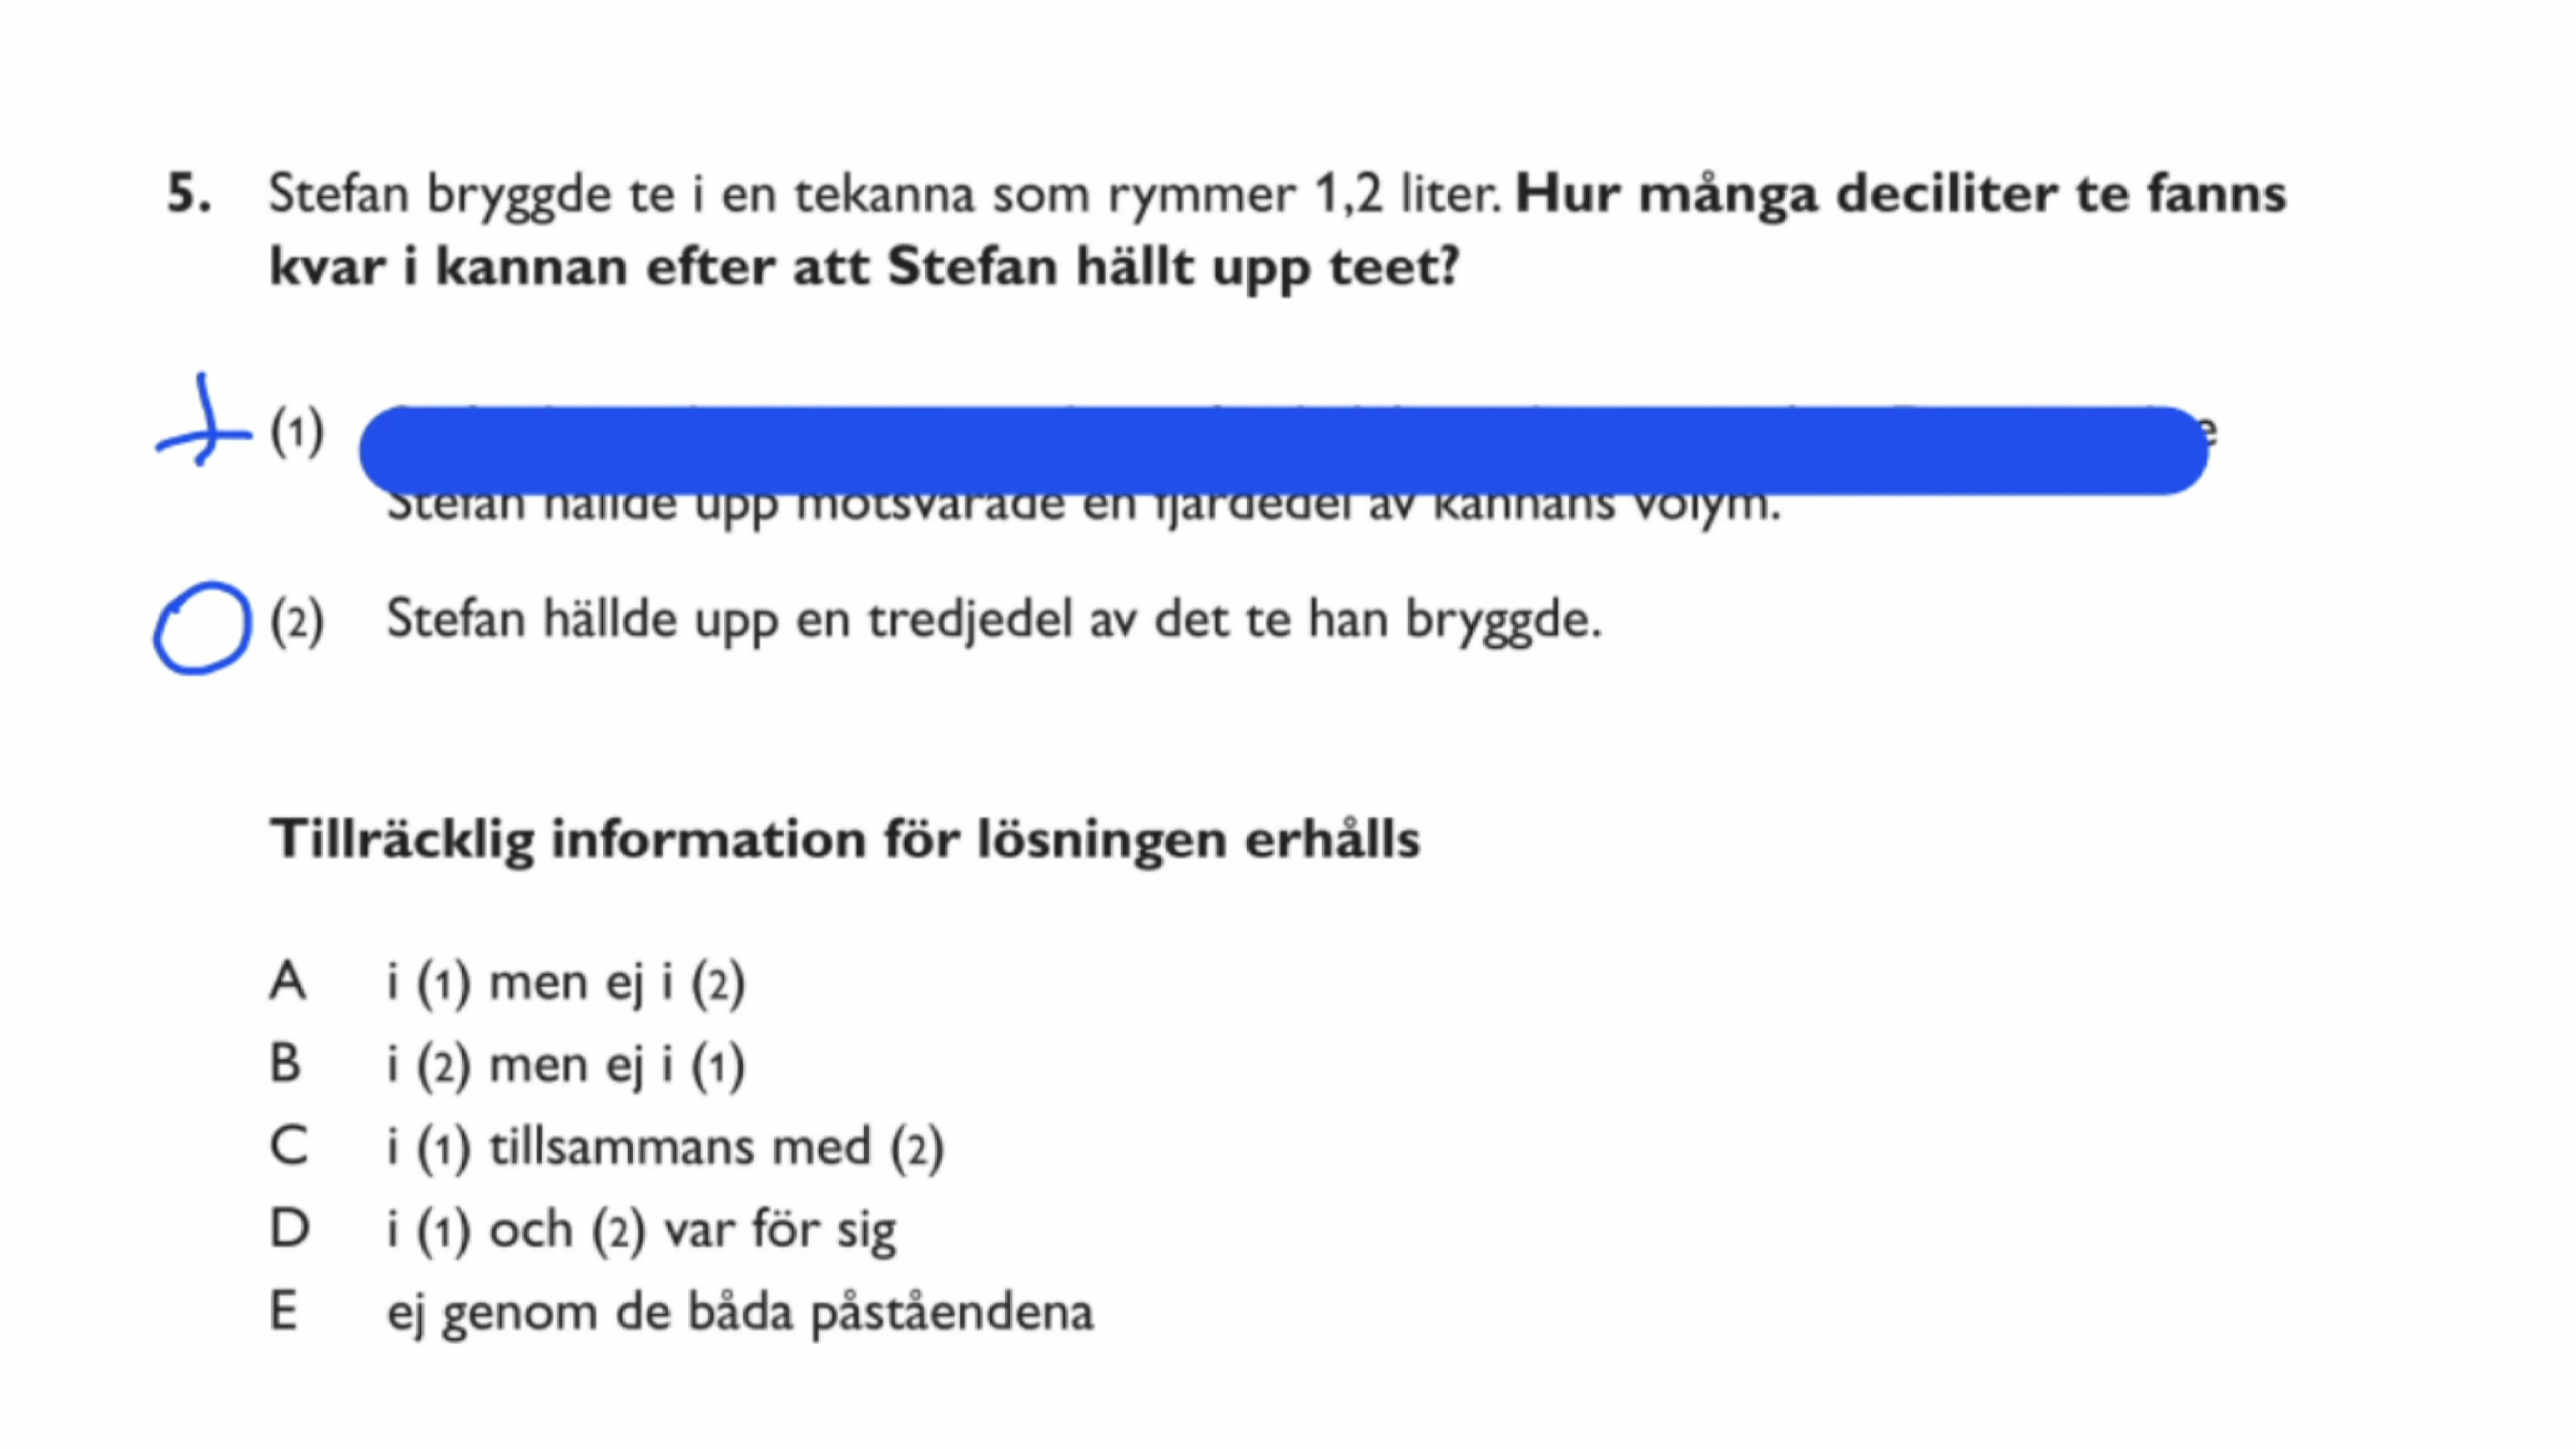 5. Stefan bryggde te i en tekanna som rymmer 1,2 liter. Hur många deciliter te fanns
kvar i kannan efter att Stefan hällt upp teet?
(1)
Stefan hällde upp motsvarade en fjärdedel av kannans volym.
(2) Stefan hällde upp en tredjedel av det te han bryggde.
Tillräcklig information för lösningen erhålls
A i (1) men ej i (2)
B i (2) men ej i (1)
C i (1) tillsammans med (2)
D i (1) och (2) var för sig
E ej genom de båda påståendena